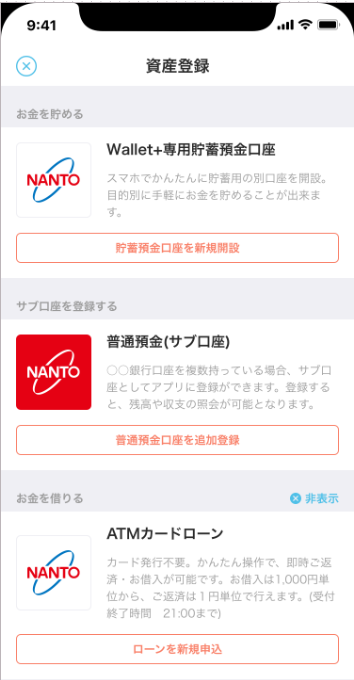 9:41
資産登録
お金を貯める
NANTO
Wallet+専用貯蓄預金口座
スマホでかんたんに貯蓄用の別口座を開設。
目的別に手軽にお金を貯めることが出来ま
す。
貯蓄預金口座を新規開設
サブ口座を登録する
NANTO
普通預金(サブ口座)
〇〇銀行口座を複数持っている場合、サブ口
座としてアプリに登録ができます。登録する
と、残高や収支の照会が可能となります。
普通預金口座を追加登録
お金を借りる
非表示
NANTO
ATMカードローン
カード発行不要。かんたん操作で、即時ご返
済・お借入が可能です。お借入は1,000円単
位から、ご返済は１円単位で行えます。(受付
終了時間　21:00まで)
ローンを新規申込